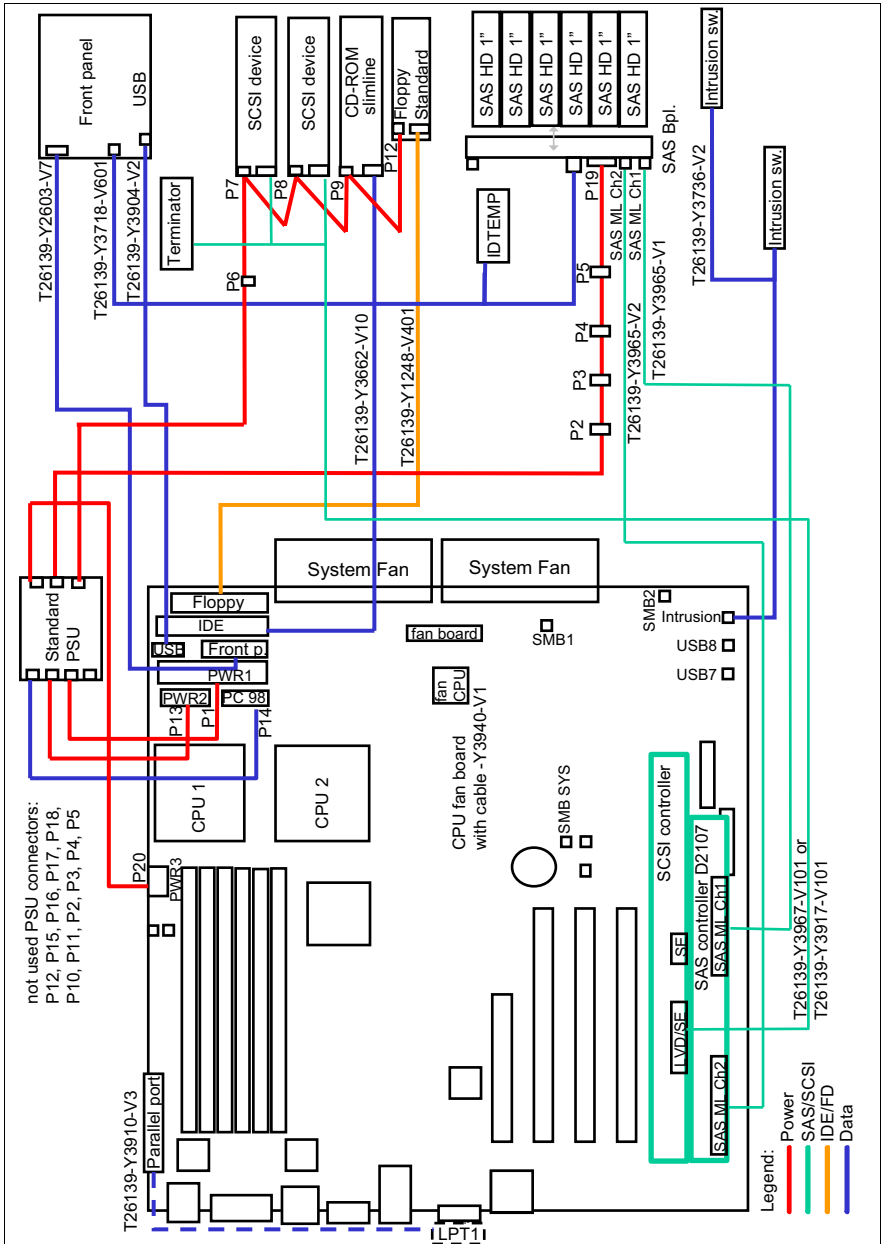 Front panel
USB
SCSI device
SCSI device
CD-ROM
slimline
Floppy
Standard
SAS HD 1”
SAS HD 1”
SAS HD 1”
SAS HD 1”
SAS HD 1”
SAS HD 1”
Intrusion sw.
Intrusion sw.
SAS Bpl.
T26139-Y2603-V7
T26139-Y3718-V601
T26139-Y3904-V2
Terminator
P7
P8
P9
P12
P6
IDTEMP
P19
SAS ML Ch2
SAS ML Ch1
P5
P4
P3
P2
T26139-Y3736-V2
T26139-Y3965-V1
T26139-Y3965-V2
T26139-Y3662-V10
T26139-Y1248-V401
Standard
PSU
System Fan
System Fan
Floppy
IDE
USB
Front p.
PWR1
PWR2
PC 98
P13
P1
P14
fan board
SMB1
SMB2
Intrusion
USB8
USB7
fan
CPU
CPU fan board
with cable -Y3940-V1
CPU 1
CPU 2
SMB SYS
not used PSU connectors:
P12, P15, P16, P17, P18,
P10, P11, P2, P3, P4, P5
P20
PWR3
SCSI controller
SAS controller D2107
SE
LVD/SE
SAS ML Ch1
SAS ML Ch2
T26139-Y3967-V101 or
T26139-Y3917-V101
T26139-Y3910-V3
Parallel port
LPT1
Legend:
Power
SAS/SCSI
IDE/FD
Data